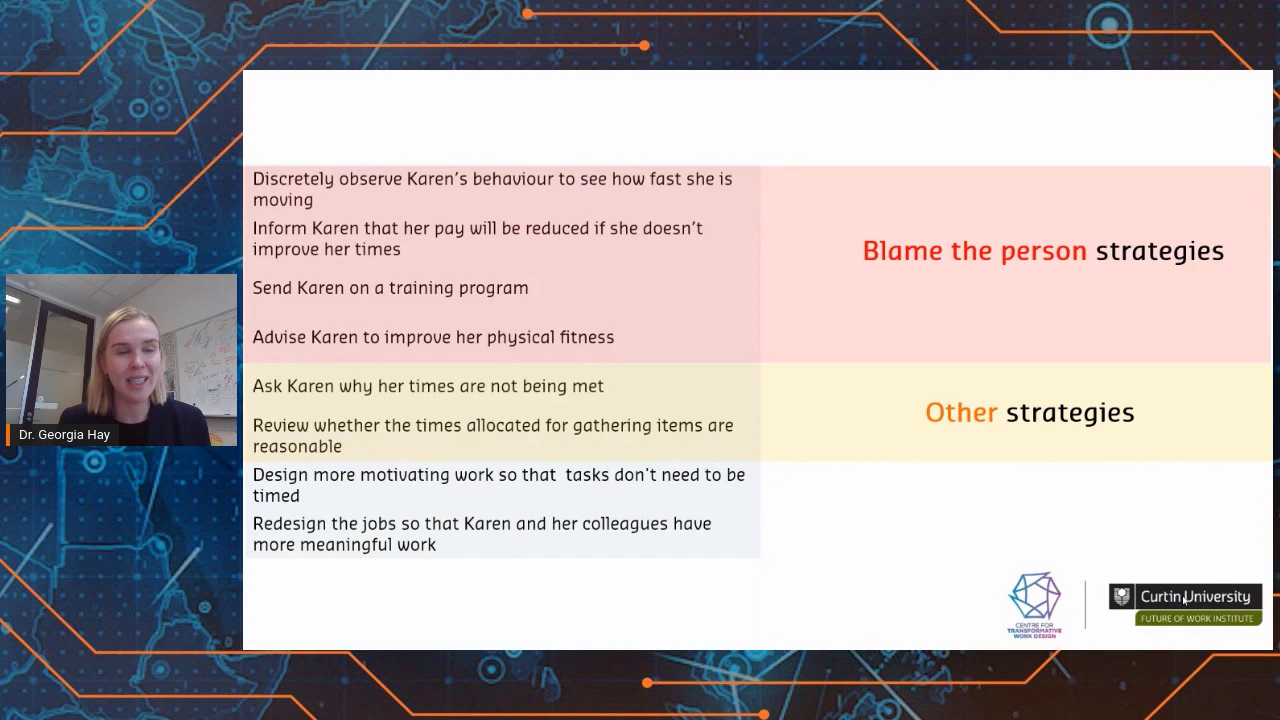 Discretely observe Karen's behaviour to see how fast she is
moving
Inform Karen that her pay will be reduced if she doesn't
improve her times
Blame the person strategies
Send Karen on a training program
Advise Karen to improve her physical fitness
Ask Karen why her times are not being met
Other strategies
Review whether the times allocated for gathering items are
reasonable
Design more motivating work so that  tasks don't need to be
timed
Redesign the jobs so that Karen and her colleagues have
more meaningful work
Dr. Georgia Hay
CENTRE FOR
TRANSFORMATIVE
WORK DESIGN
Curtin University
FUTURE OF WORK INSTITUTE